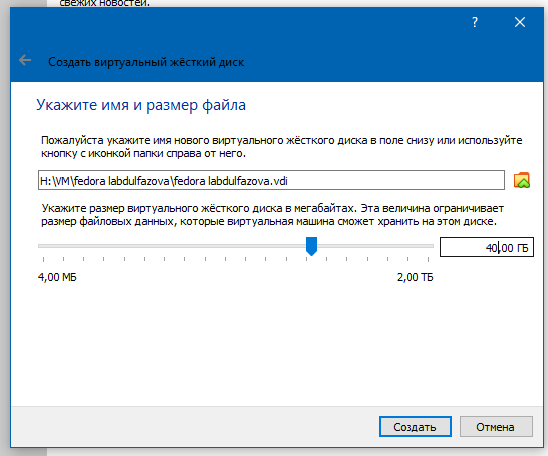 свежих новостей.
?
Создать виртуальный жёсткий диск
Укажите имя и размер файла
Пожалуйста укажите имя нового виртуального жёсткого диска в поле снизу или используйте
кнопку с иконкой папки справа от него.
H:\VM\fedora labdulfazova\fedora labdulfazova.vdi
Укажите размер виртуального жёсткого диска в мегабайтах. Эта величина ограничивает
размер файловых данных, которые виртуальная машина сможет хранить на этом диске.
40,00 ГБ
4,00 МБ 2,00 ТБ
Создать Отмена